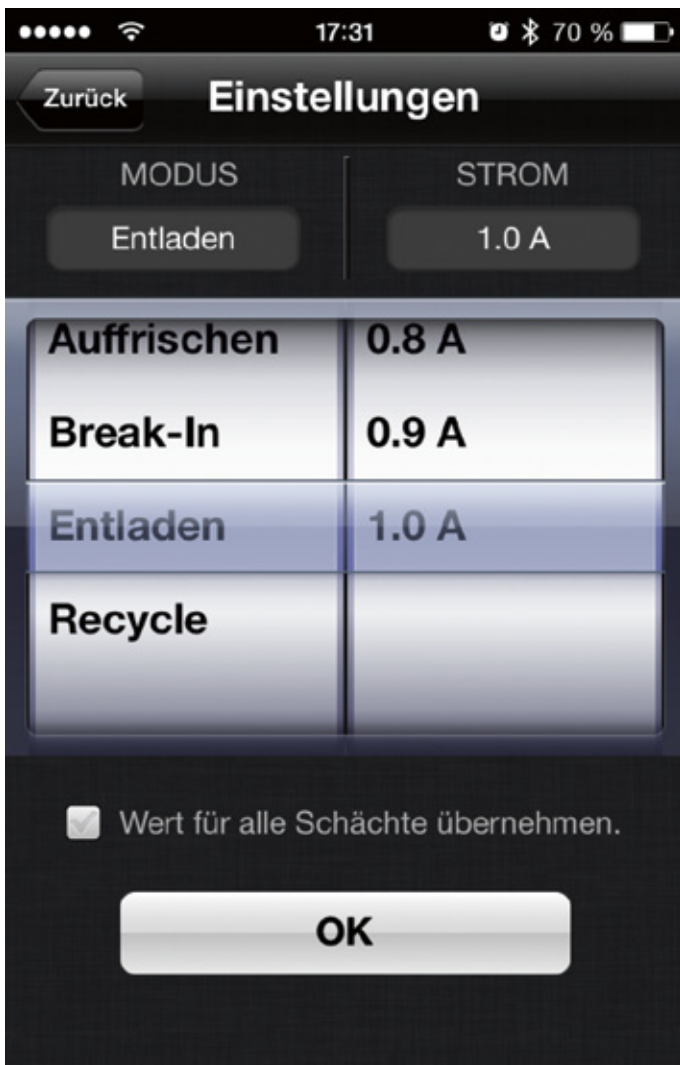 17:31 70 %
Zurück Einstellungen
MODUS STROM
Entladen 1.0 A
Auffrischen 0.8 A
Break-In 0.9 A
Entladen 1.0 A
Recycle
Wert für alle Schächte übernehmen.
OK